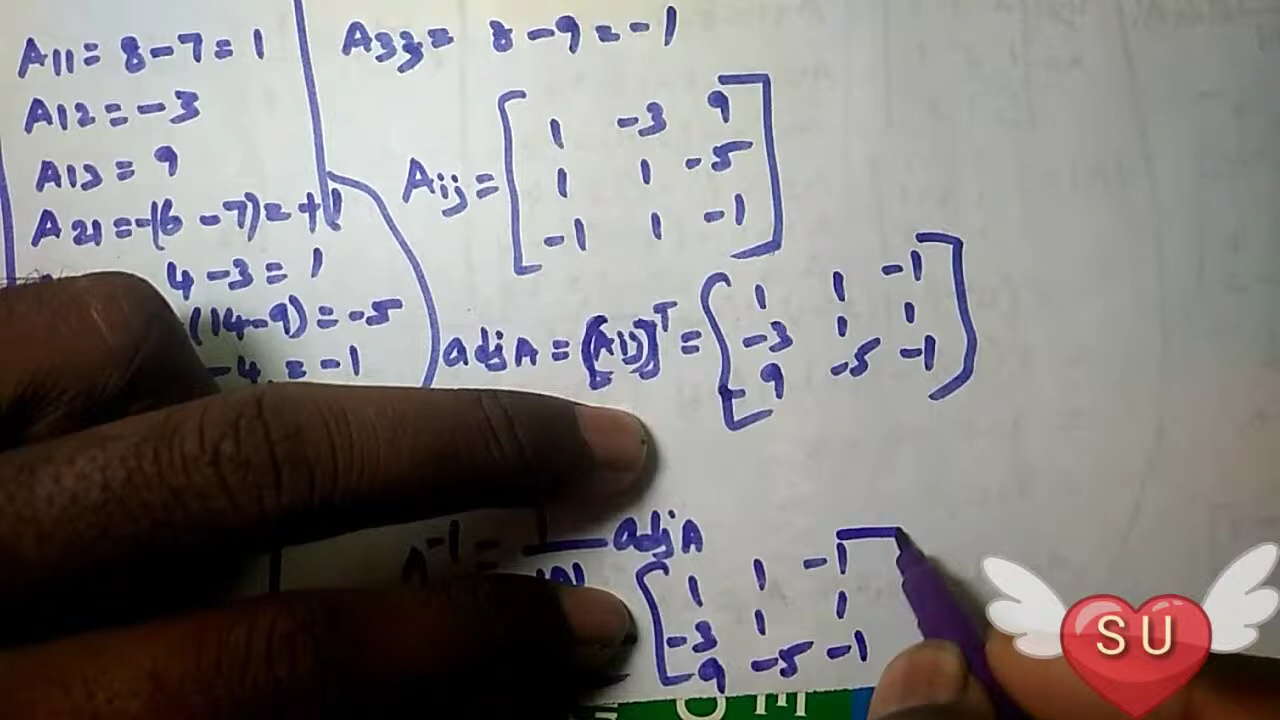 A11 = 8-7 = 1
A12 = -3
A13 = 9
A21 = -(6 -7) = +1
4-3 = 1
(14-9) = -5
-4 = -1
A33 = 8-9 = -1
Aij = [ 1 -3 9
1 1 -5
-1 1 -1 ]
adj A = [Aij]ᵀ = [ 1 1 -1
-3 1 1
9 -5 -1 ]
A⁻¹ = adj A
|A|
[ 1 1 -1
-3 1 1
9 -5 -1
S U